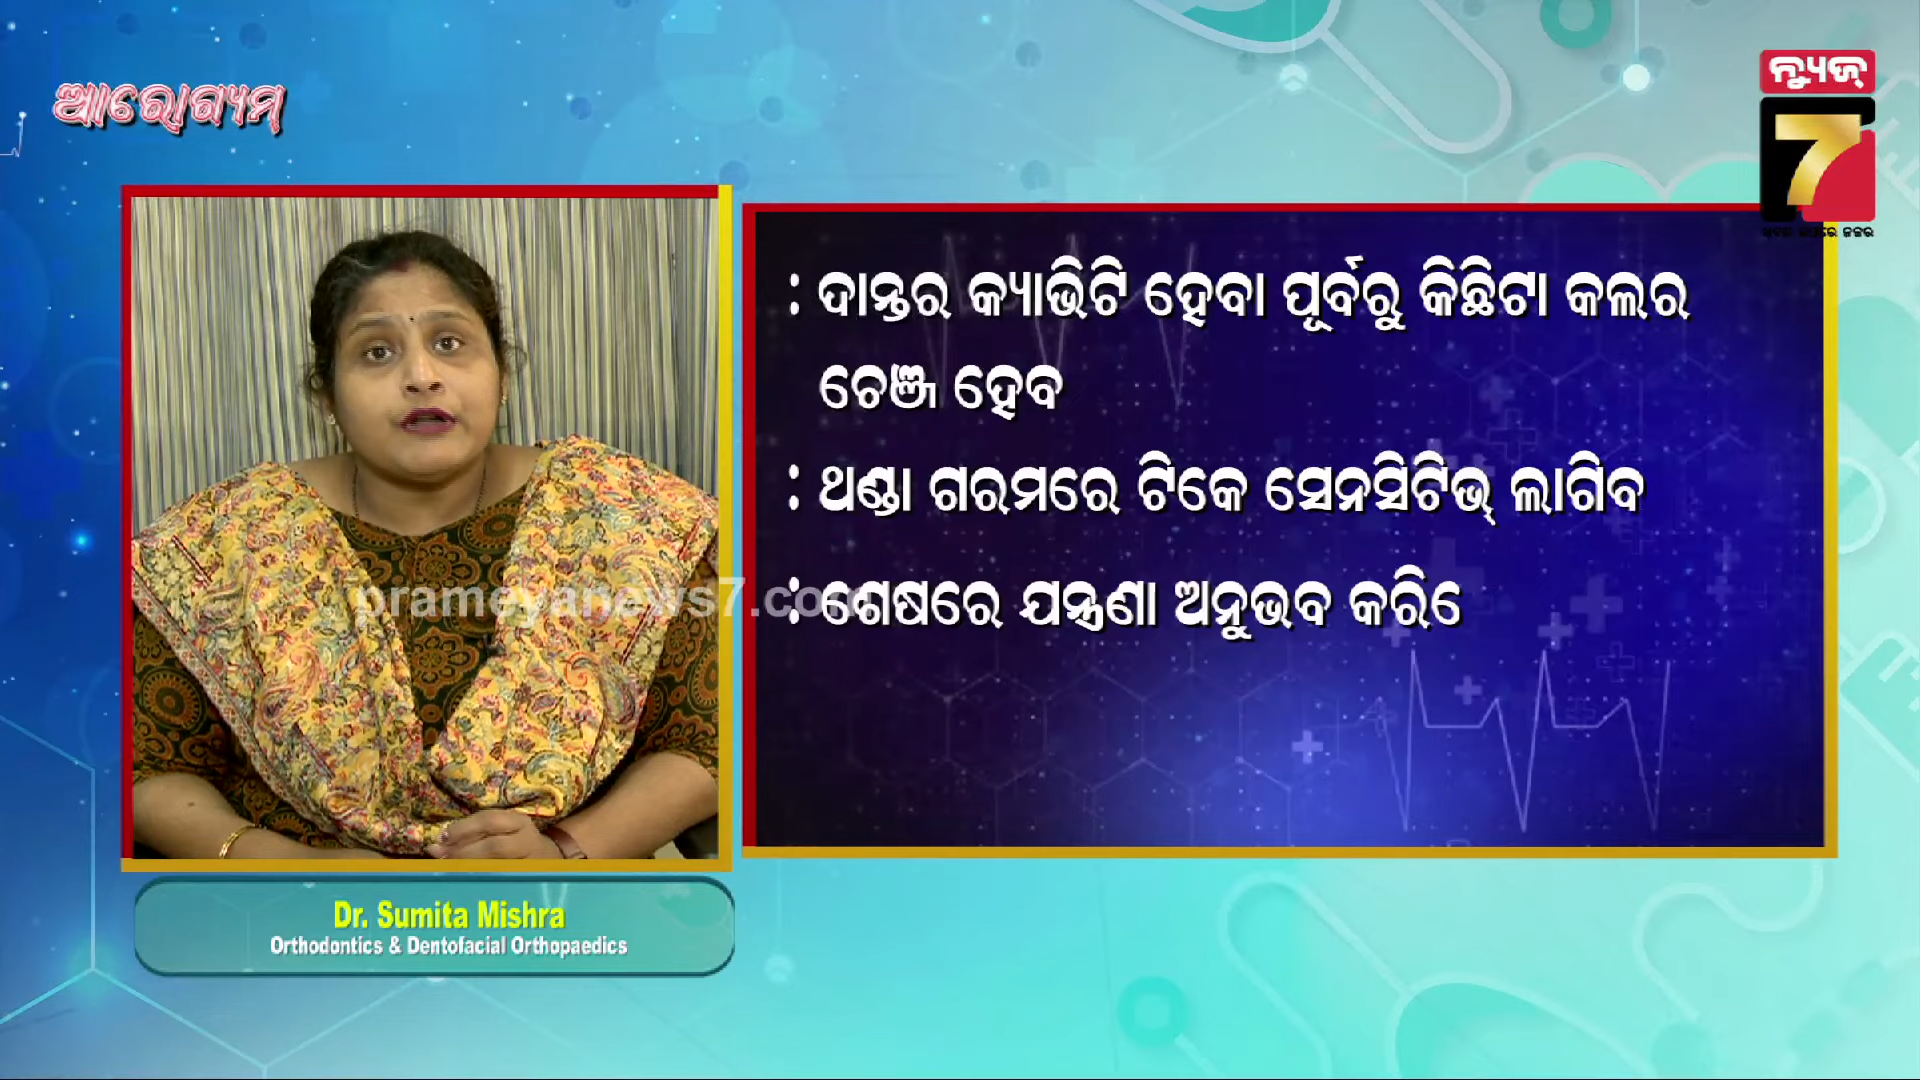 ଆରୋଗ୍ୟମ୍
ନ୍ୟୁଜ୍
7
: ଦାନ୍ତର କ୍ୟାଭିଟି ହେବା ପୂର୍ବରୁ କିଛିଟା କଲର
ଚେଞ୍ଜ ହେବ
: ଥଣ୍ଡା ଗରମରେ ଟିକେ ସେନସିଟିଭ୍ ଲାଗିବ
: ଶେଷରେ ଯନ୍ତ୍ରଣା ଅନୁଭବ କରିେ
prameyanews7.com
Dr. Sumita Mishra
Orthodontics & Dentofacial Orthopaedics